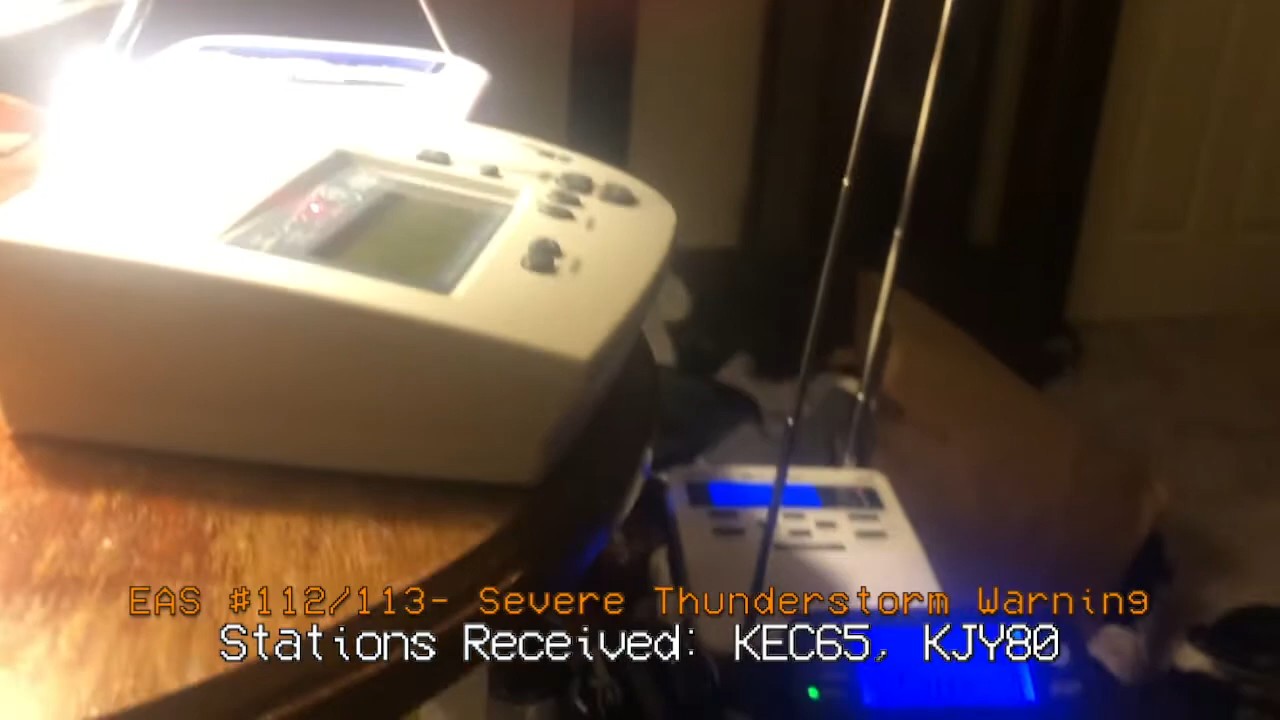 EAS #112/113- Severe Thunderstorm Warning
Stations Received: KEC65, KJY80